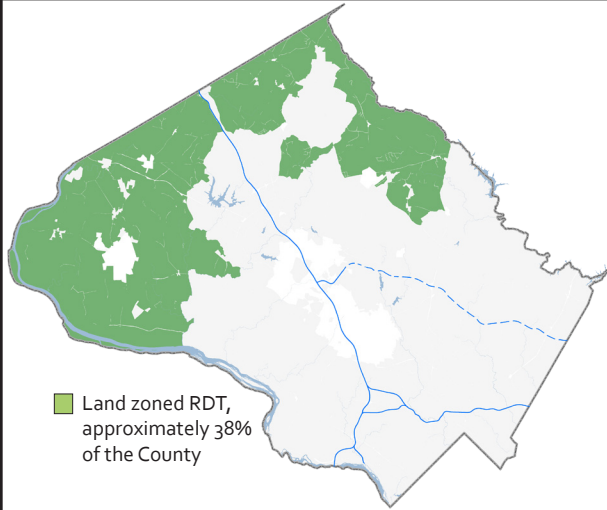 Land zoned RDT,
approximately 38%
of the County